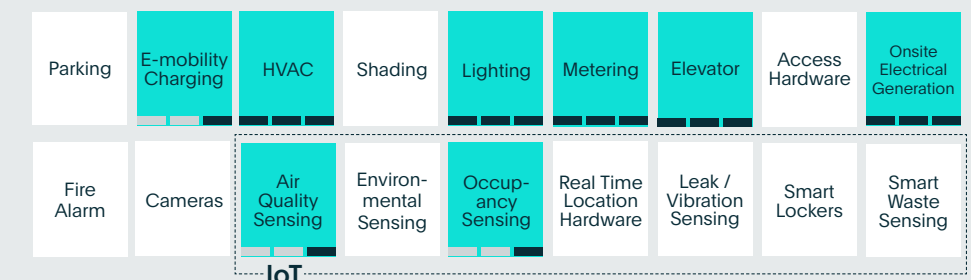 Parking
E-mobility
Charging
HVAC
Shading
Lighting
Metering
Elevator
Access
Hardware
Onsite
Electrical
Generation
Fire
Alarm
Cameras
Air
Quality
Sensing
Environ-
mental
Sensing
Occup-
ancy
Sensing
Real Time
Location
Hardware
Leak /
Vibration
Sensing
Smart
Lockers
Smart
Waste
Sensing
IoT